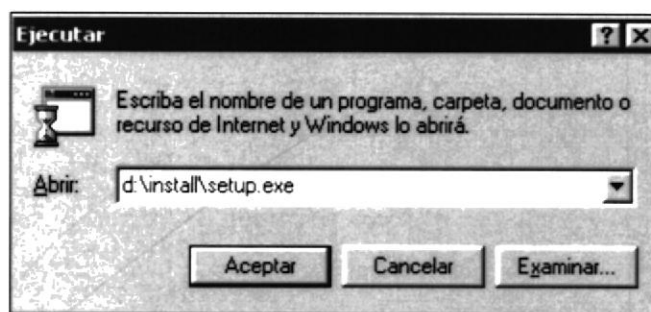 Ejecutar
Escriba el nombre de un programa, carpeta, documento o
recurso de Internet y Windows lo abrirá.
Abrir: d:\install\setup.exe
Aceptar Cancelar Examinar...